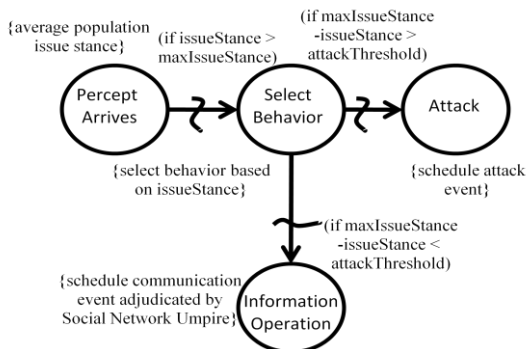 {average population
issue stance}
(if issueStance >
maxIssueStance)
(if maxIssueStance
-issueStance >
attackThreshold)
Percept
Arrives
Select
Behavior
Attack
{select behavior based
on issueStance}
{schedule attack
event}
(if maxIssueStance
-issueStance <
attackThreshold)
{schedule communication
event adjudicated by
Social Network Umpire}
Information
Operation